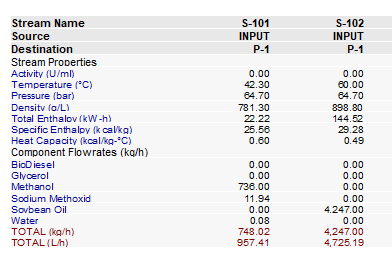 Stream Name S-101 S-102
Source INPUT INPUT
Destination P-1 P-1
Stream Properties
Activity (U/ml) 0.00 0.00
Temperature (°C) 42.30 60.00
Pressure (bar) 64.70 64.70
Density (g/L) 781.30 898.80
Total Enthalpy (kW-h) 22.22 144.52
Specific Enthalpy (kcal/kg) 25.56 29.28
Heat Capacity (kcal/kg-°C) 0.60 0.49
Component Flowrates (kg/h)
BioDiesel 0.00 0.00
Glycerol 0.00 0.00
Methanol 736.00 0.00
Sodium Methoxid 11.94 0.00
Soybean Oil 0.00 4,247.00
Water 0.08 0.00
TOTAL (kg/h) 748.02 4,247.00
TOTAL (L/h) 957.41 4,725.19